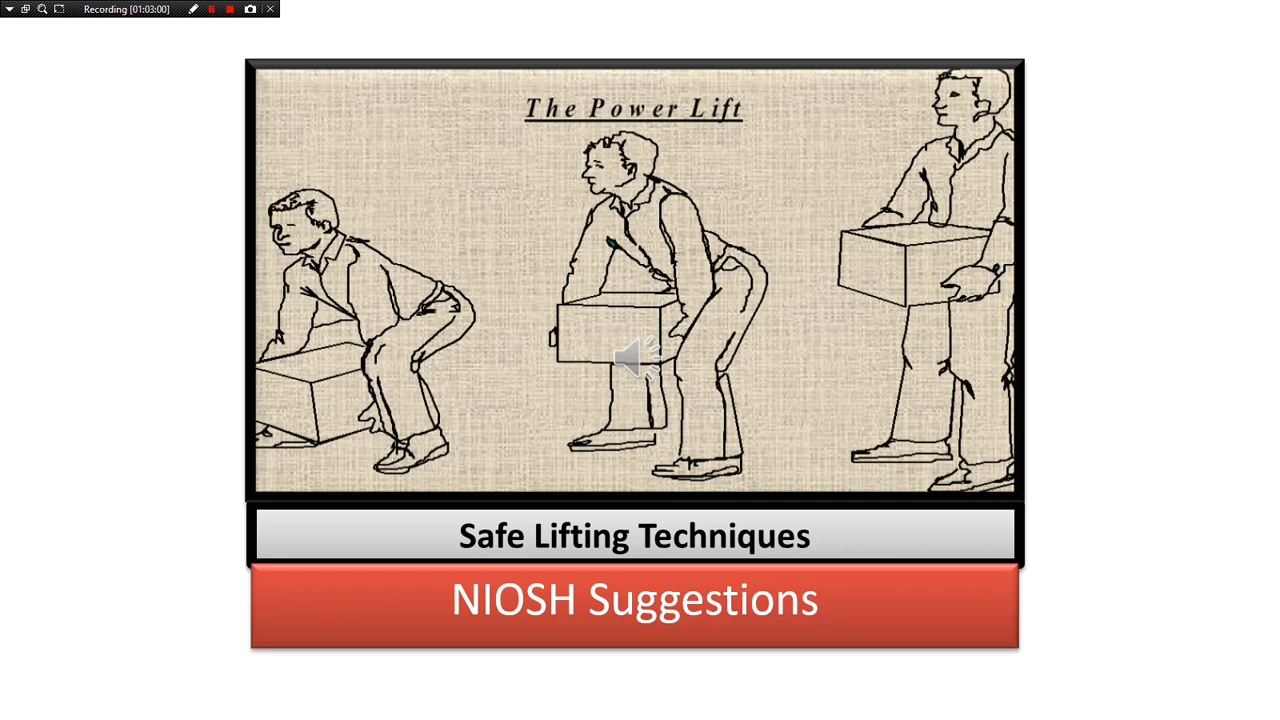 Recording [01:03:00]
The Power Lift
Safe Lifting Techniques
NIOSH Suggestions